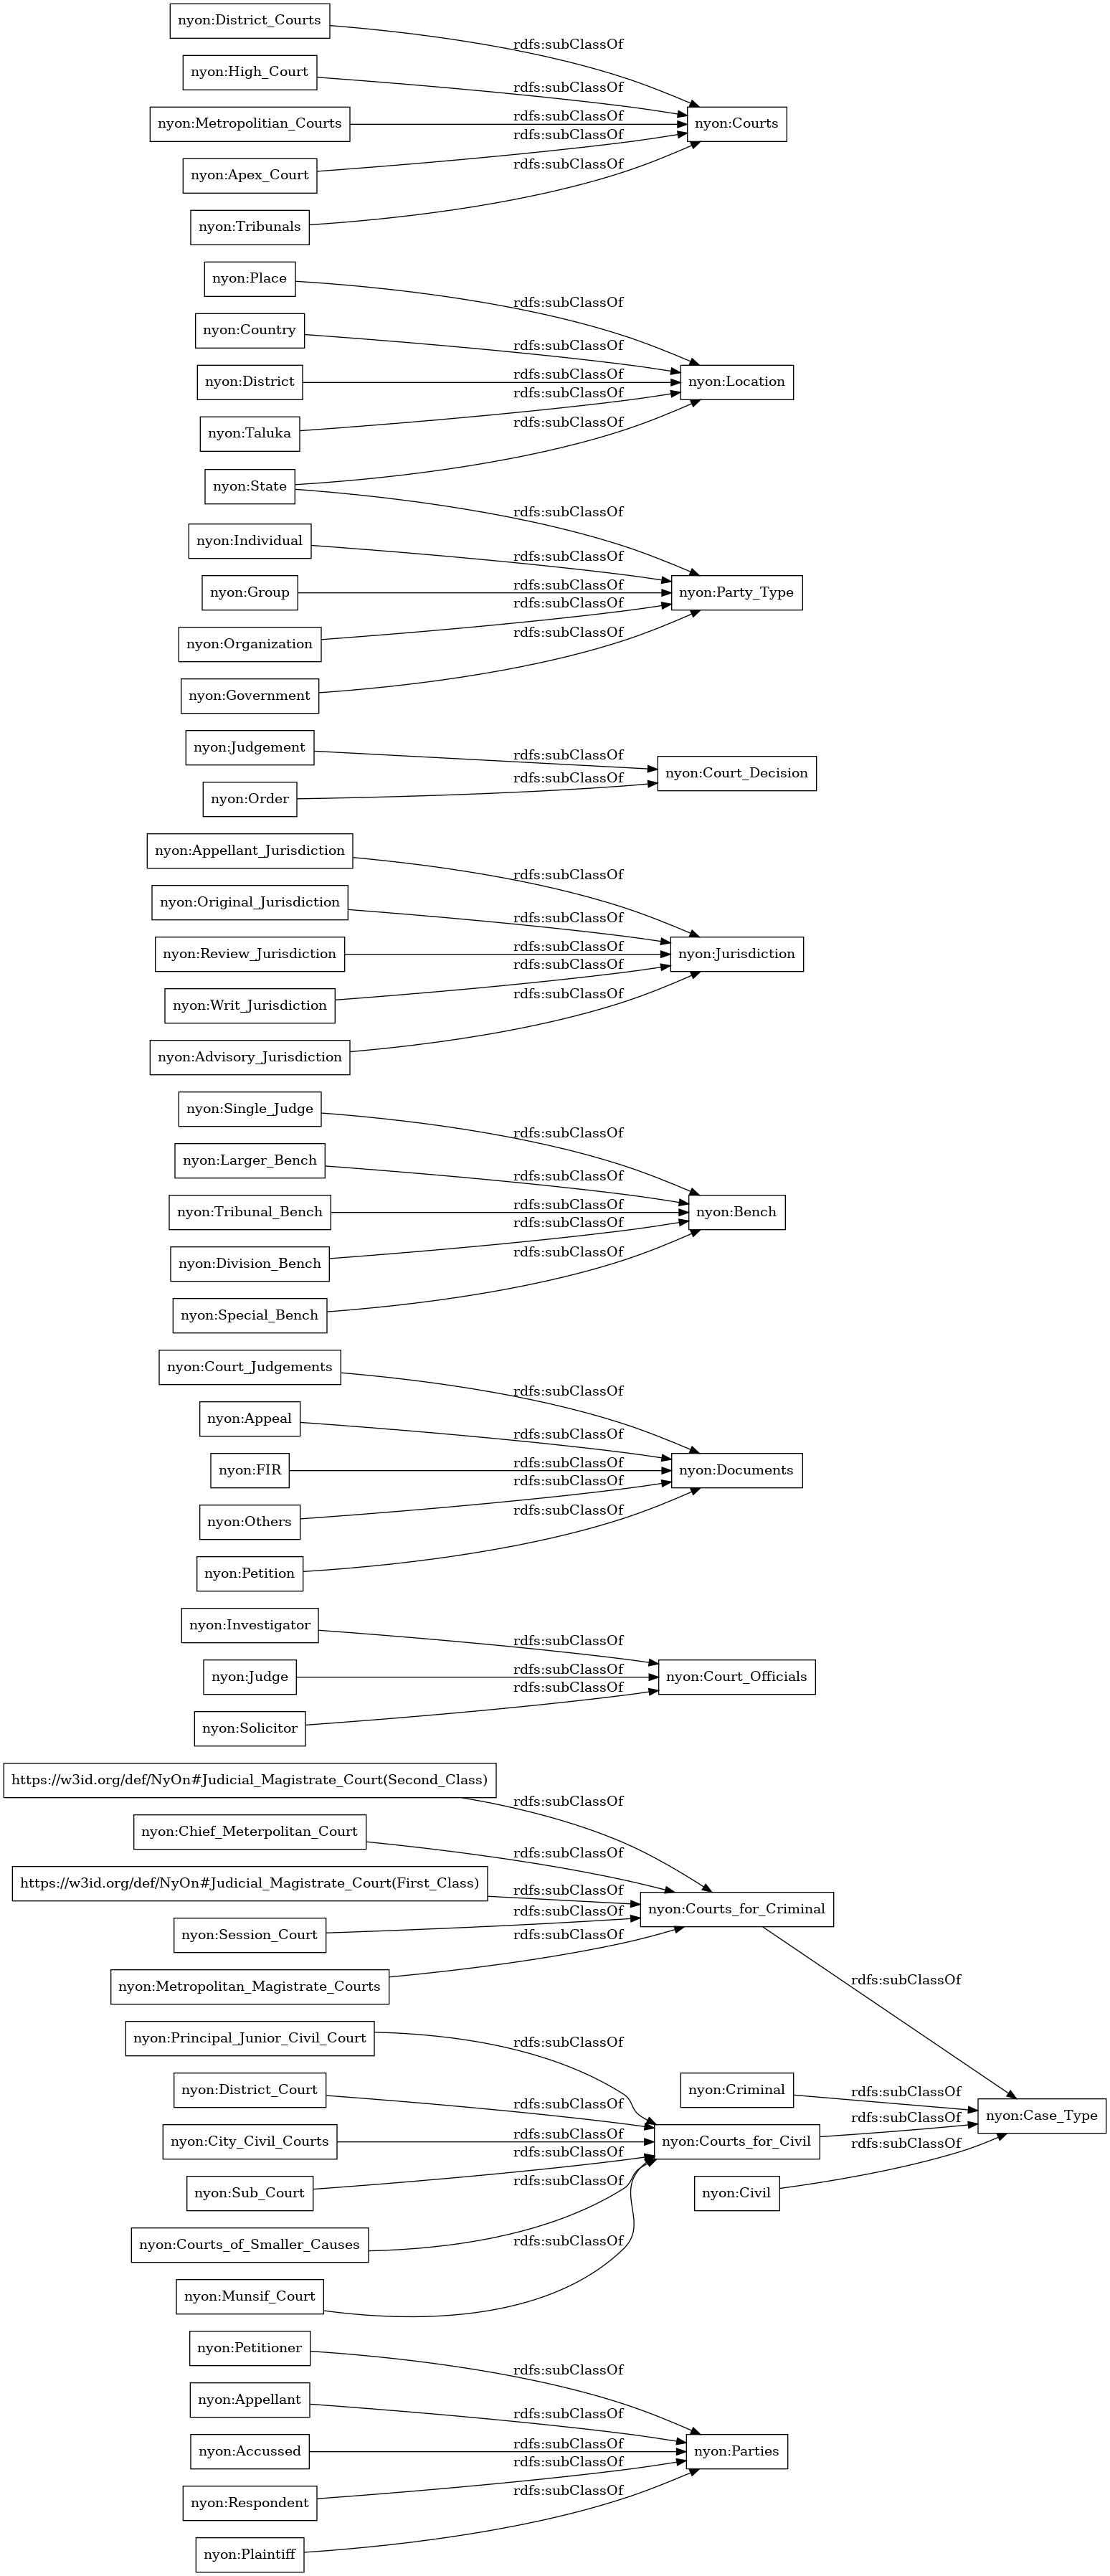 nyon:District_Courts
rdfs:subClassOf
nyon:High_Court
rdfs:subClassOf
nyon:Metropolitian_Courts
rdfs:subClassOf
nyon:Courts
rdfs:subClassOf
nyon:Apex_Court
rdfs:subClassOf
nyon:Tribunals
nyon:Place
rdfs:subClassOf
nyon:Country
rdfs:subClassOf
nyon:District
rdfs:subClassOf
nyon:Location
rdfs:subClassOf
nyon:Taluka
rdfs:subClassOf
nyon:State
rdfs:subClassOf
nyon:Individual
rdfs:subClassOf
nyon:Group
rdfs:subClassOf
nyon:Party_Type
rdfs:subClassOf
nyon:Organization
rdfs:subClassOf
nyon:Government
nyon:Judgement
rdfs:subClassOf
nyon:Court_Decision
rdfs:subClassOf
nyon:Order
nyon:Appellant_Jurisdiction
rdfs:subClassOf
nyon:Original_Jurisdiction
rdfs:subClassOf
nyon:Review_Jurisdiction
rdfs:subClassOf
nyon:Jurisdiction
rdfs:subClassOf
nyon:Writ_Jurisdiction
rdfs:subClassOf
nyon:Advisory_Jurisdiction
nyon:Single_Judge
rdfs:subClassOf
nyon:Larger_Bench
rdfs:subClassOf
nyon:Tribunal_Bench
rdfs:subClassOf
nyon:Bench
rdfs:subClassOf
nyon:Division_Bench
rdfs:subClassOf
nyon:Special_Bench
nyon:Court_Judgements
rdfs:subClassOf
nyon:Appeal
rdfs:subClassOf
nyon:FIR
rdfs:subClassOf
nyon:Documents
rdfs:subClassOf
nyon:Others
rdfs:subClassOf
nyon:Petition
nyon:Investigator
rdfs:subClassOf
nyon:Judge
rdfs:subClassOf
nyon:Court_Officials
rdfs:subClassOf
nyon:Solicitor
https://w3id.org/def/NyOn#Judicial_Magistrate_Court(Second_Class)
rdfs:subClassOf
nyon:Chief_Meterpolitan_Court
rdfs:subClassOf
https://w3id.org/def/NyOn#Judicial_Magistrate_Court(First_Class)
rdfs:subClassOf
nyon:Courts_for_Criminal
rdfs:subClassOf
nyon:Session_Court
rdfs:subClassOf
nyon:Metropolitan_Magistrate_Courts
rdfs:subClassOf
nyon:Principal_Junior_Civil_Court
rdfs:subClassOf
nyon:District_Court
nyon:Criminal
rdfs:subClassOf
rdfs:subClassOf
nyon:Case_Type
rdfs:subClassOf
nyon:City_Civil_Courts
rdfs:subClassOf
nyon:Courts_for_Civil
rdfs:subClassOf
rdfs:subClassOf
nyon:Sub_Court
rdfs:subClassOf
nyon:Civil
nyon:Courts_of_Smaller_Causes
rdfs:subClassOf
nyon:Munsif_Court
nyon:Petitioner
rdfs:subClassOf
nyon:Appellant
rdfs:subClassOf
nyon:Accussed
rdfs:subClassOf
nyon:Parties
rdfs:subClassOf
nyon:Respondent
rdfs:subClassOf
nyon:Plaintiff